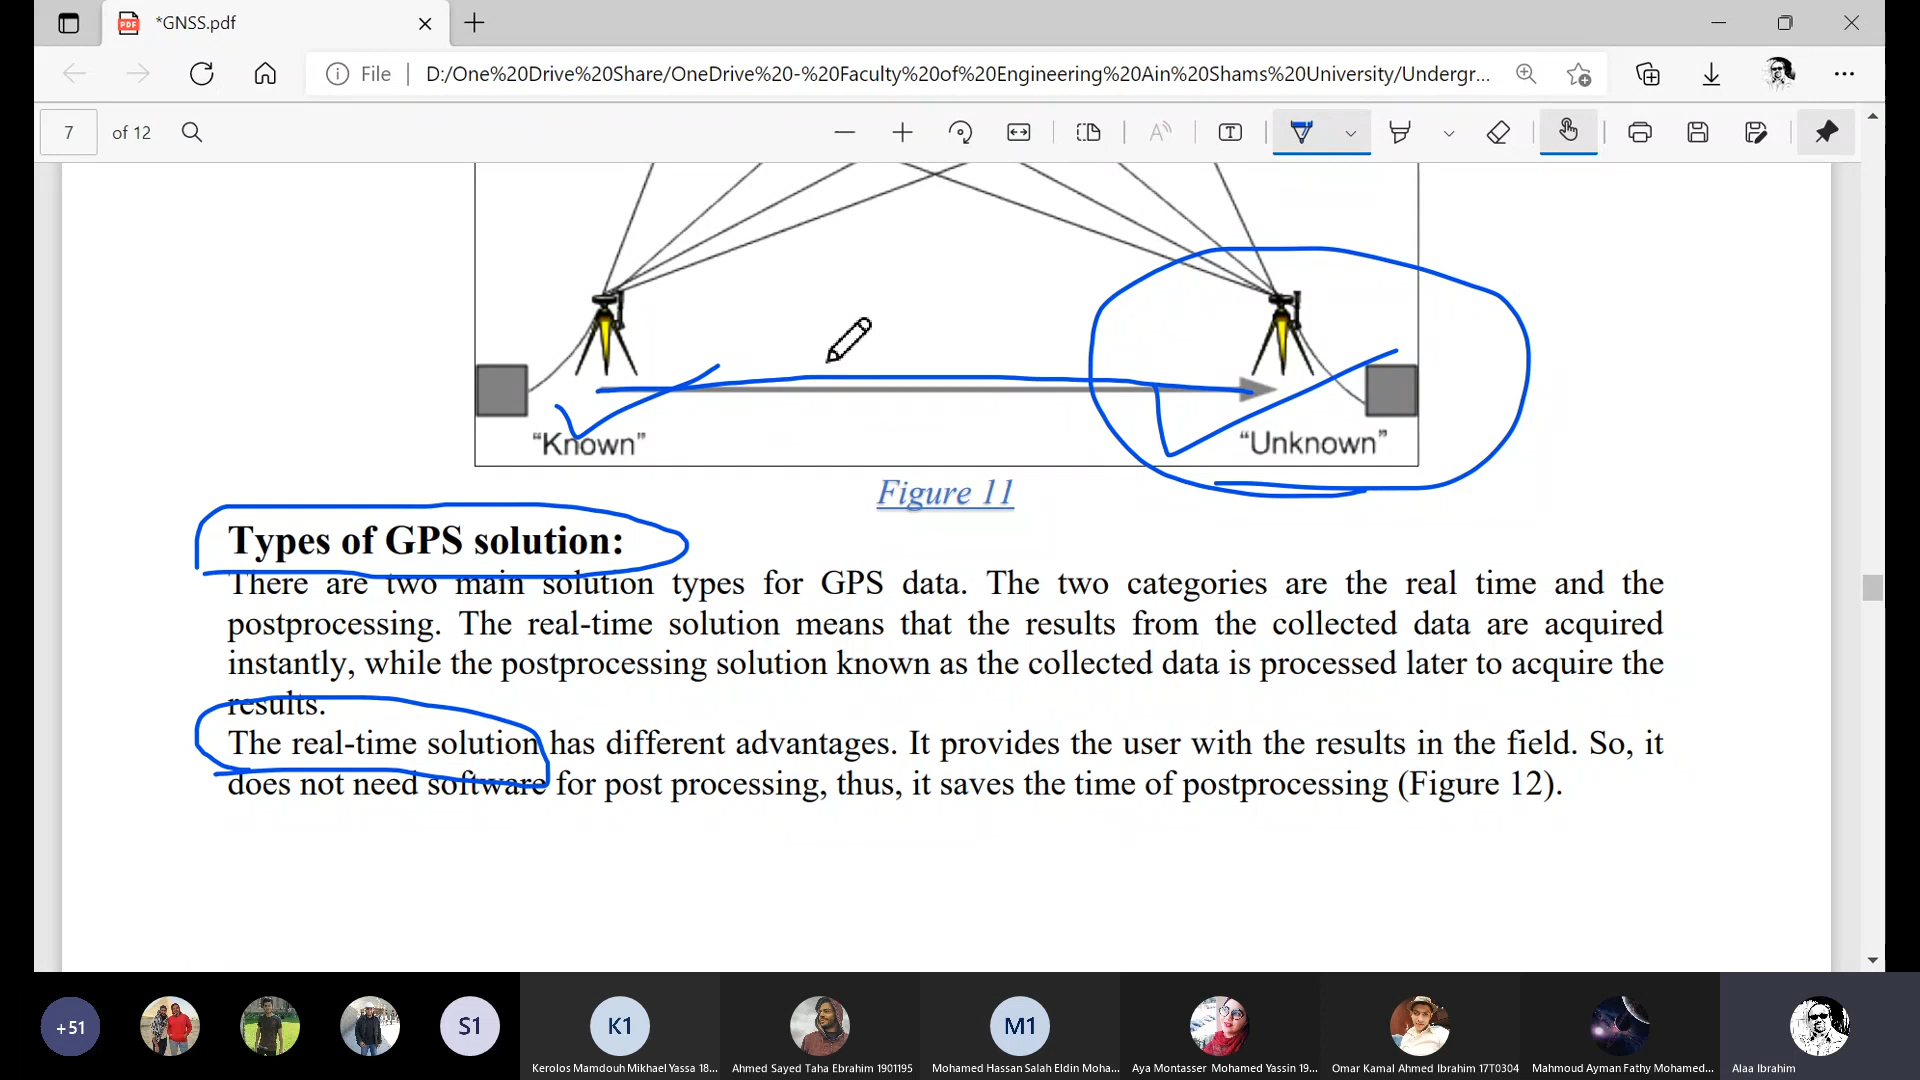 *GNSS.pdf
File
D:/One%20Drive%20Share/OneDrive%20-%20Faculty%20of%20Engineering%20Ain%20Shams%20University/Undergr...
7 of 12
“Known”
“Unknown”
Figure 11
Types of GPS solution:
There are two main solution types for GPS data. The two categories are the real time and the
postprocessing. The real-time solution means that the results from the collected data are acquired
instantly, while the postprocessing solution known as the collected data is processed later to acquire the
results.
The real-time solution has different advantages. It provides the user with the results in the field. So, it
does not need software for post processing, thus, it saves the time of postprocessing (Figure 12).
+51
S1
K1
M1
Kerolos Mamdouh Mikhael Yassa 18...
Ahmed Sayed Taha Ebrahim 1901195
Mohamed Hassan Salah Eldin Moha...
Aya Montasser Mohamed Yassin 19...
Omar Kamal Ahmed Ibrahim 17T0304
Mahmoud Ayman Fathy Mohamed...
Alaa Ibrahim